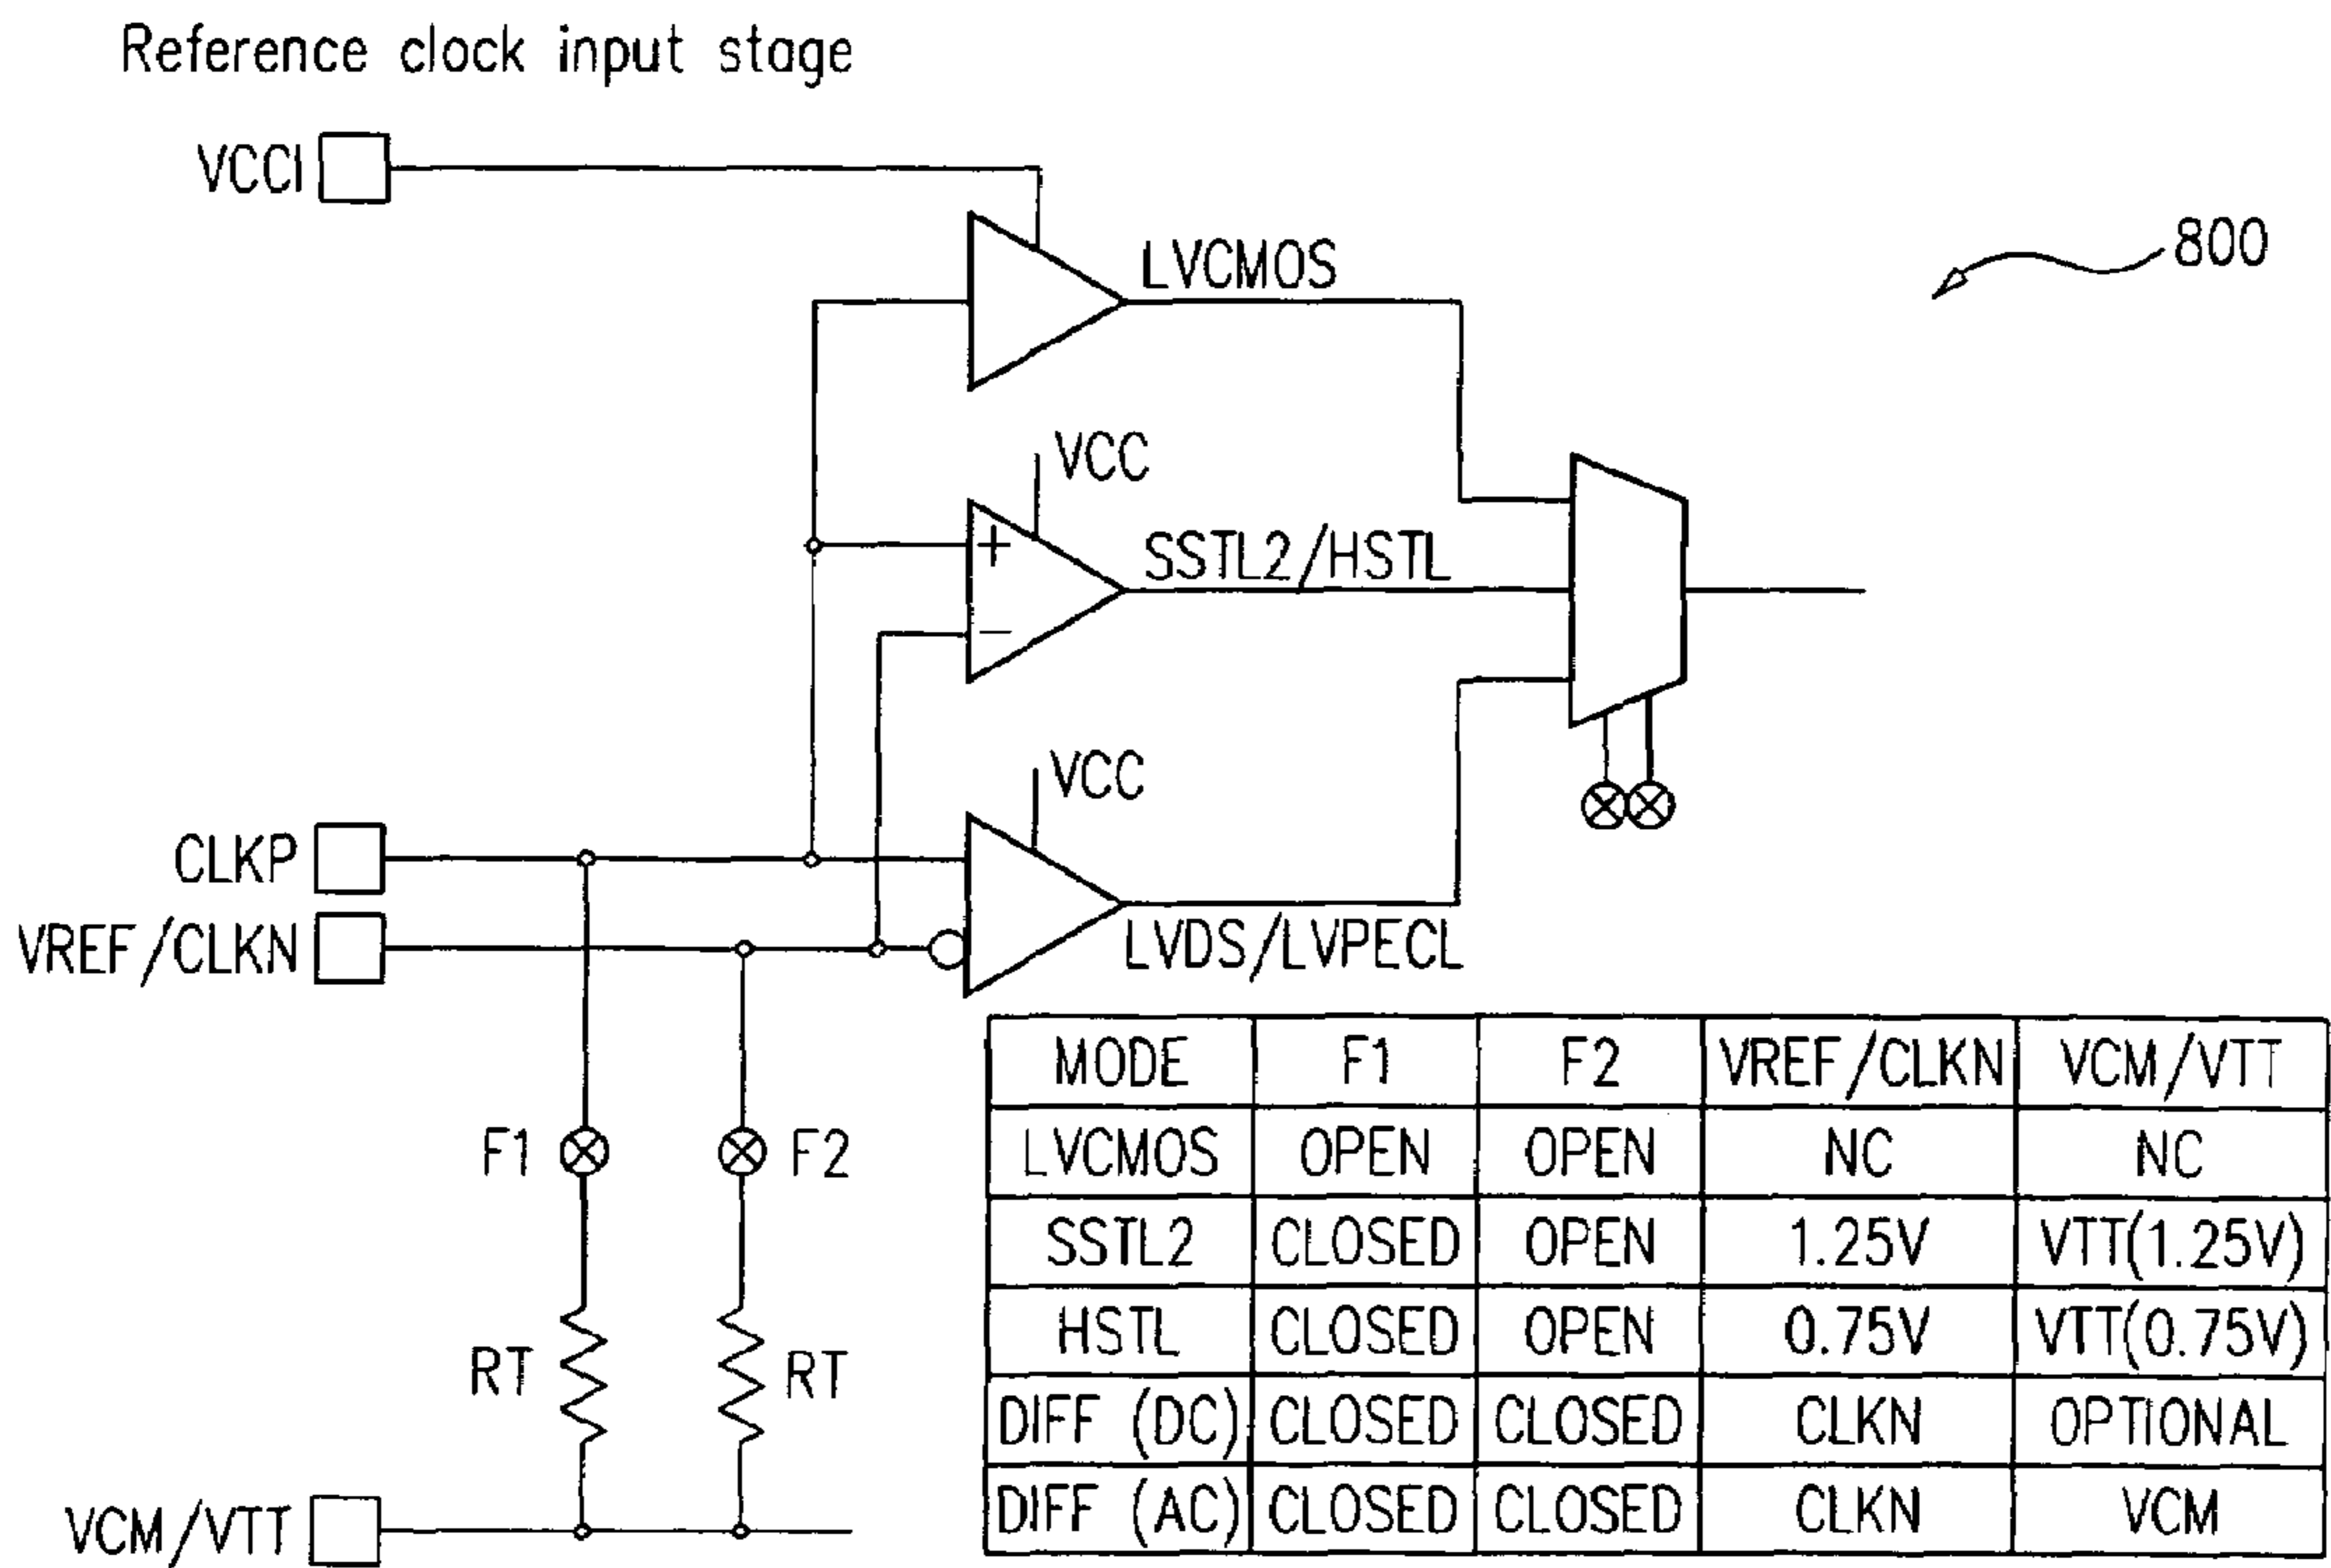 Reference clock input stage
VCCI
LVCMOS
800
VCC
+
SSTL2/HSTL
−
VCC
CLKP
VREF/CLKN
LVDS/LVPECL
F1
F2
RT
RT
VCM/VTT
MODE F1 F2 VREF/CLKN VCM/VTT
LVCMOS OPEN OPEN NC NC
SSTL2 CLOSED OPEN 1.25V VTT(1.25V)
HSTL CLOSED OPEN 0.75V VTT(0.75V)
DIFF (DC) CLOSED CLOSED CLKN OPTIONAL
DIFF (AC) CLOSED CLOSED CLKN VCM